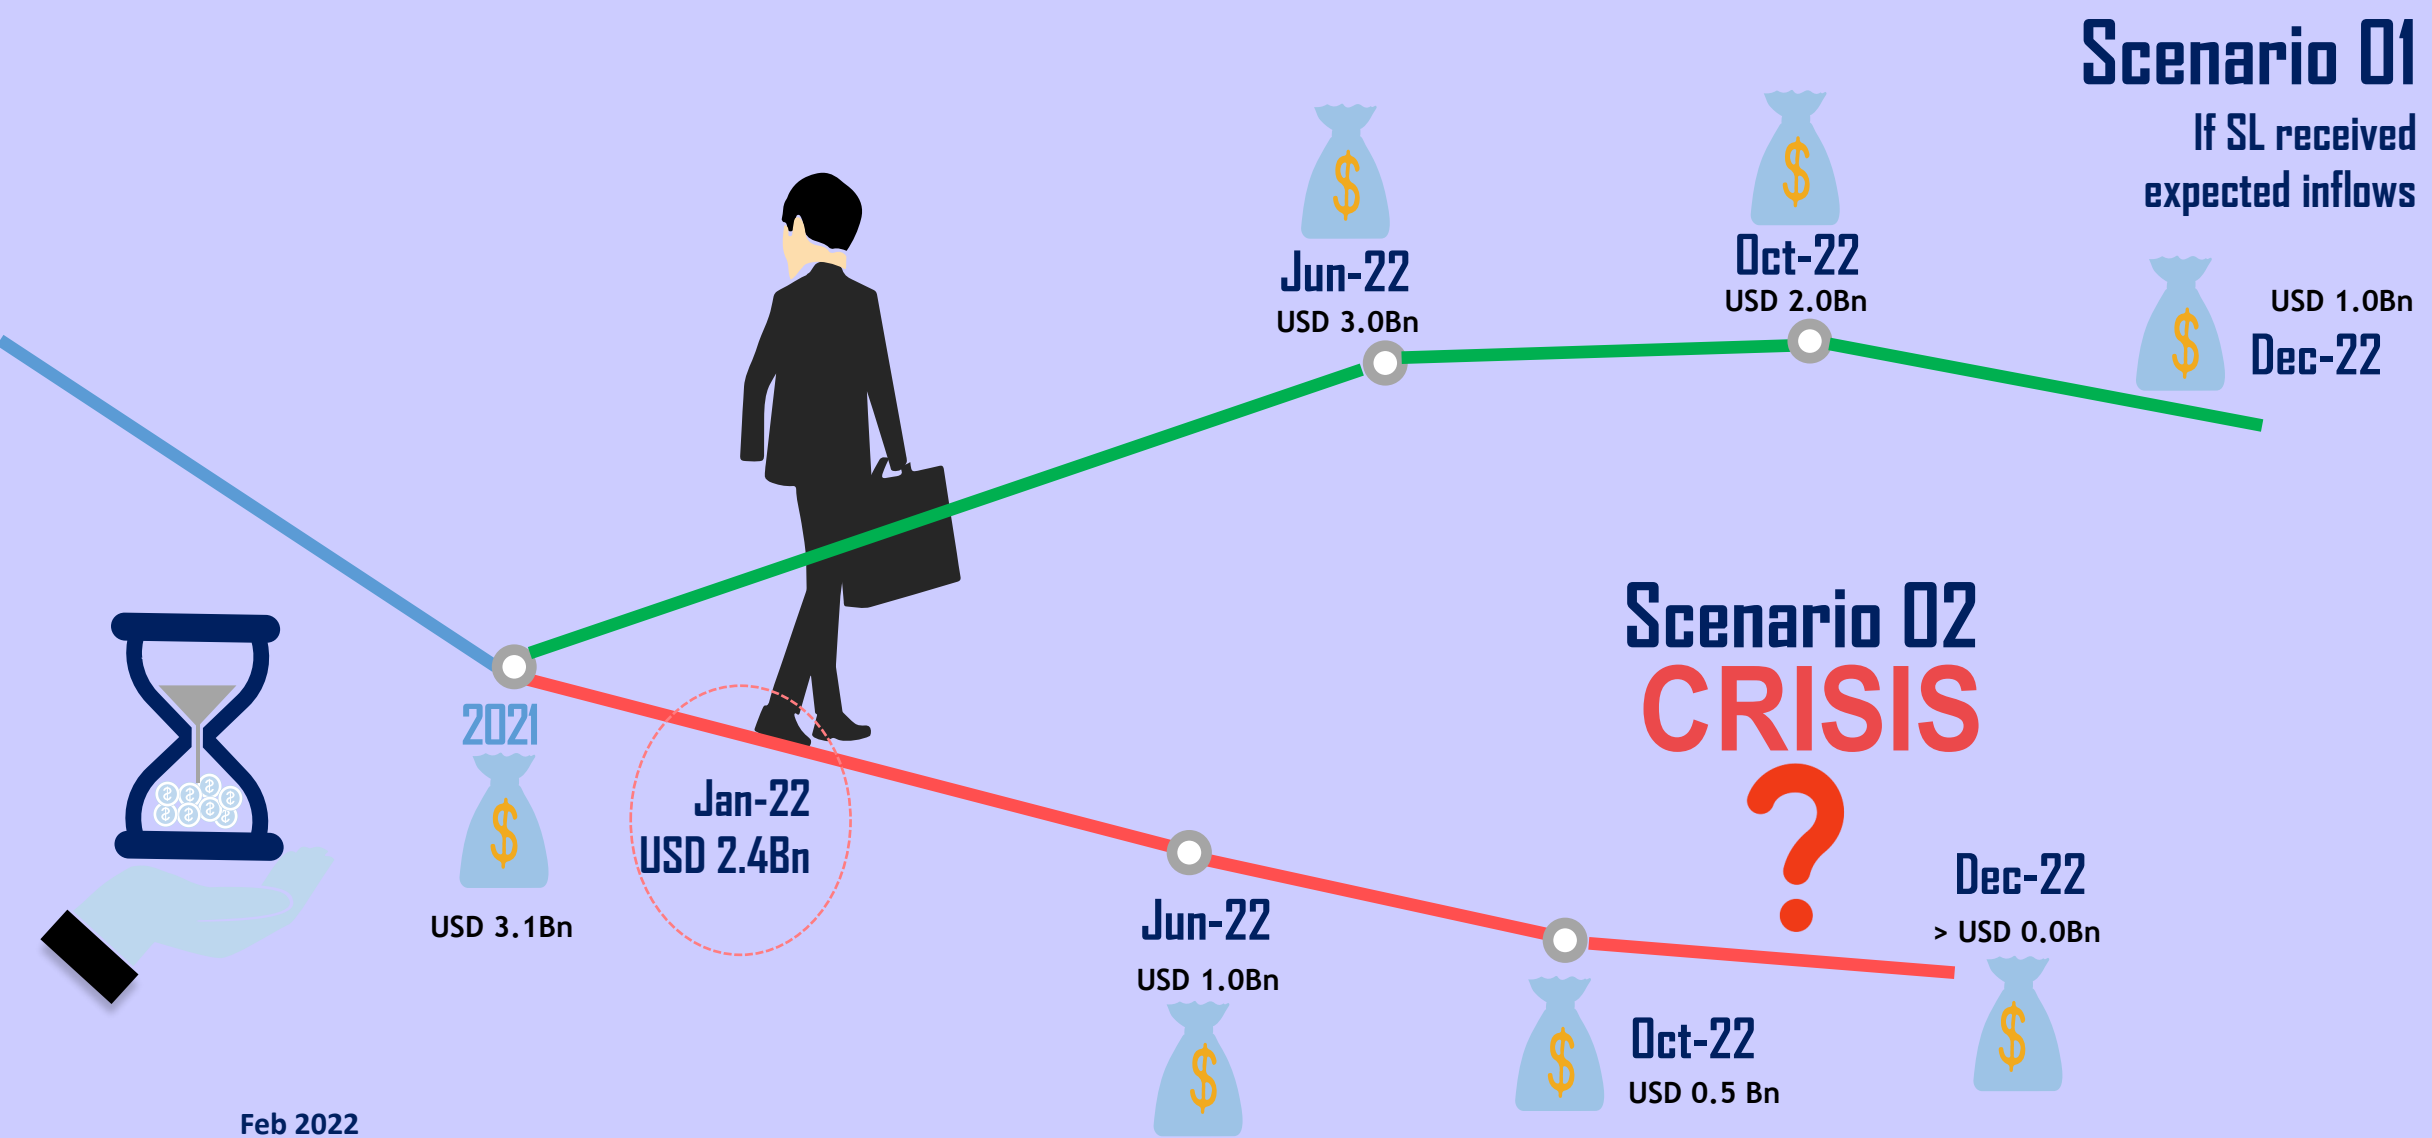 Scenario 01
If SL received
expected inflows
Jun-22
USD 3.0Bn
Oct-22
USD 2.0Bn
USD 1.0Bn
Dec-22
2021
USD 3.1Bn
Jan-22
USD 2.4Bn
Scenario 02
CRISIS
?
Jun-22
USD 1.0Bn
Oct-22
USD 0.5 Bn
Dec-22
> USD 0.0Bn
Feb 2022
$
$
$
$
$
$
$